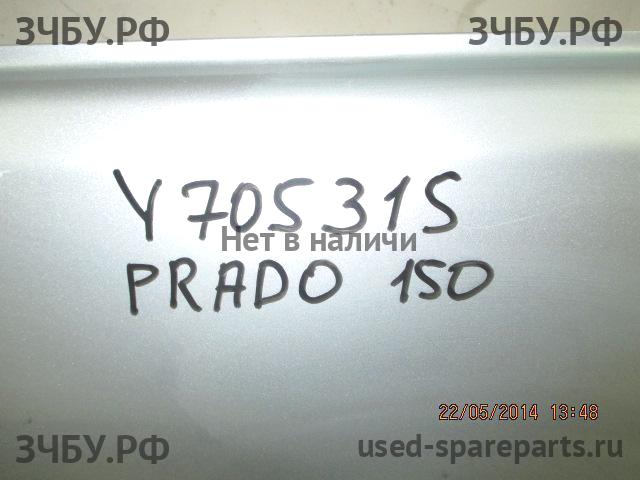 ЗЧБУ.РФ ЗЧБУ.РФ
Y70531S
Нет в наличи
PRADO 150
22/05/2014 13:48
ЗЧБУ.РФ used-spareparts.ru